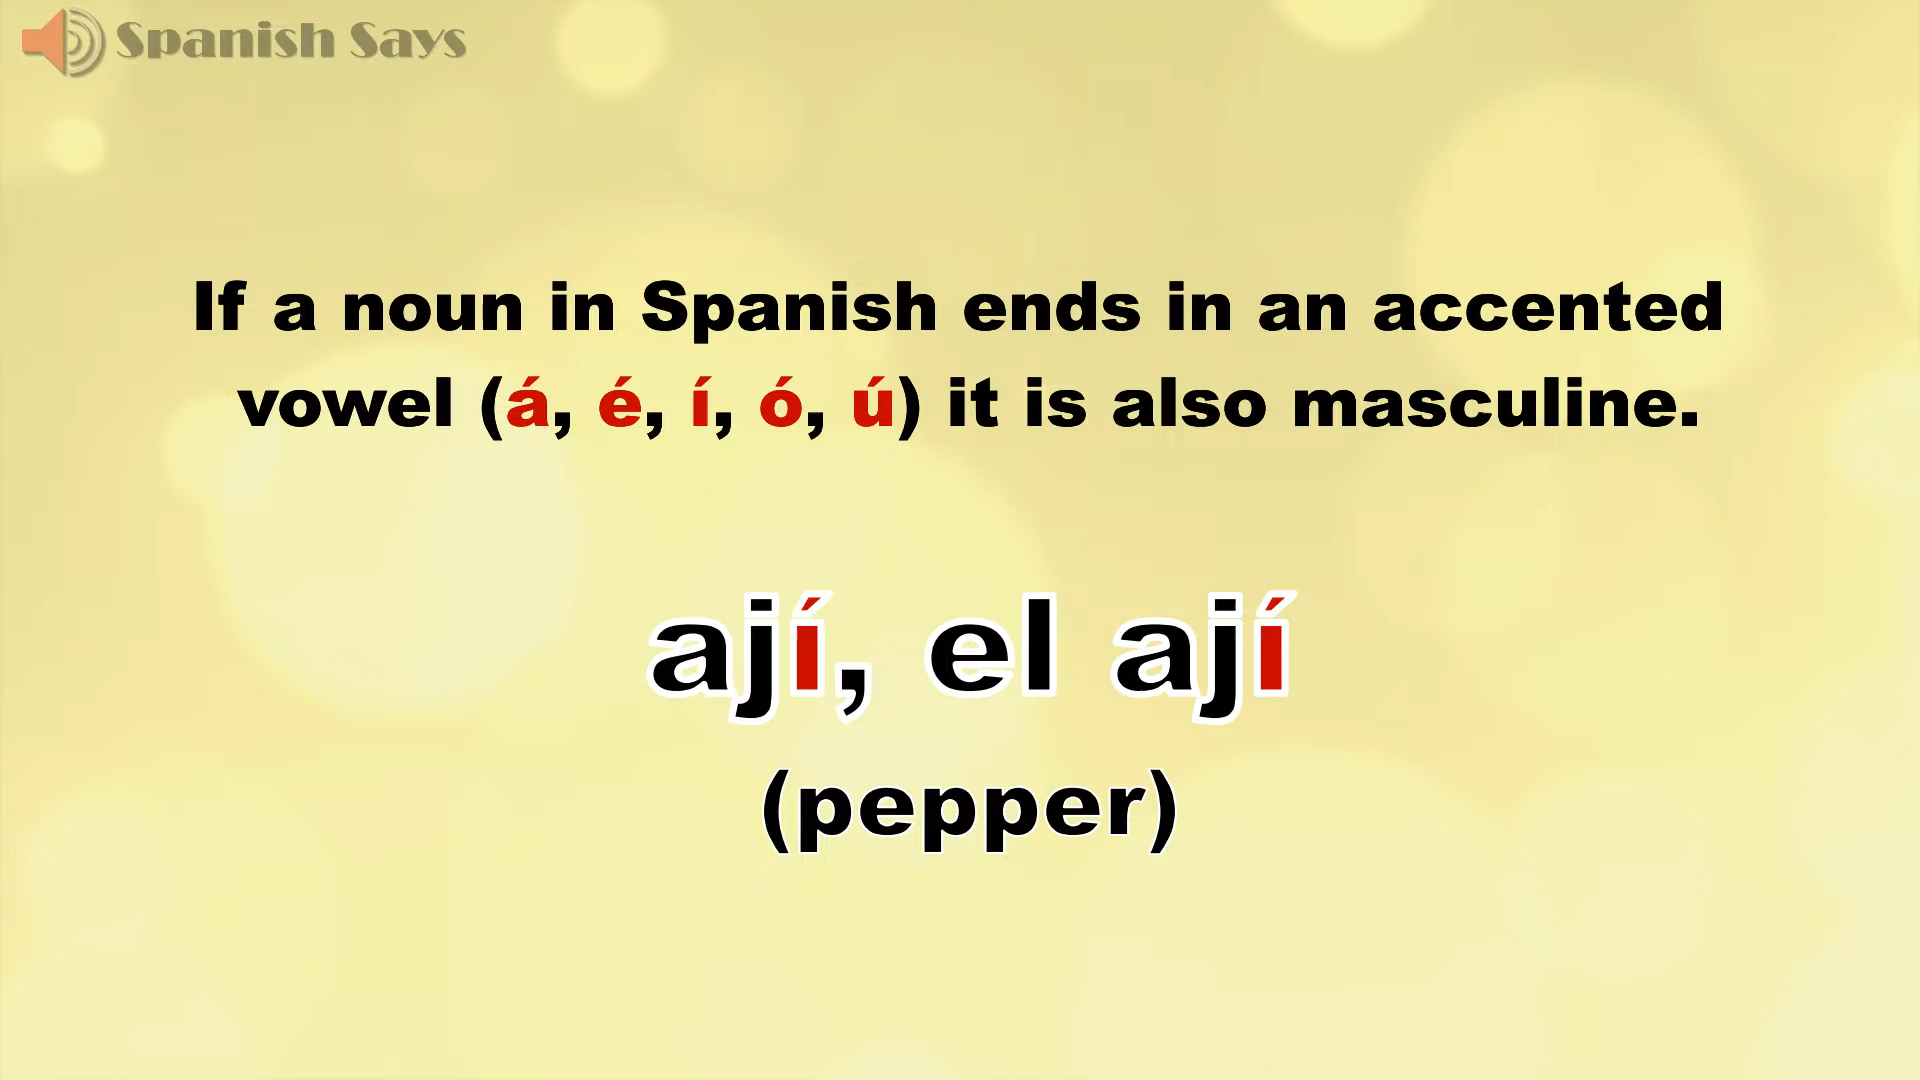 Spanish Says
If a noun in Spanish ends in an accented
vowel (á, é, í, ó, ú) it is also masculine.
ají, el ají
(pepper)